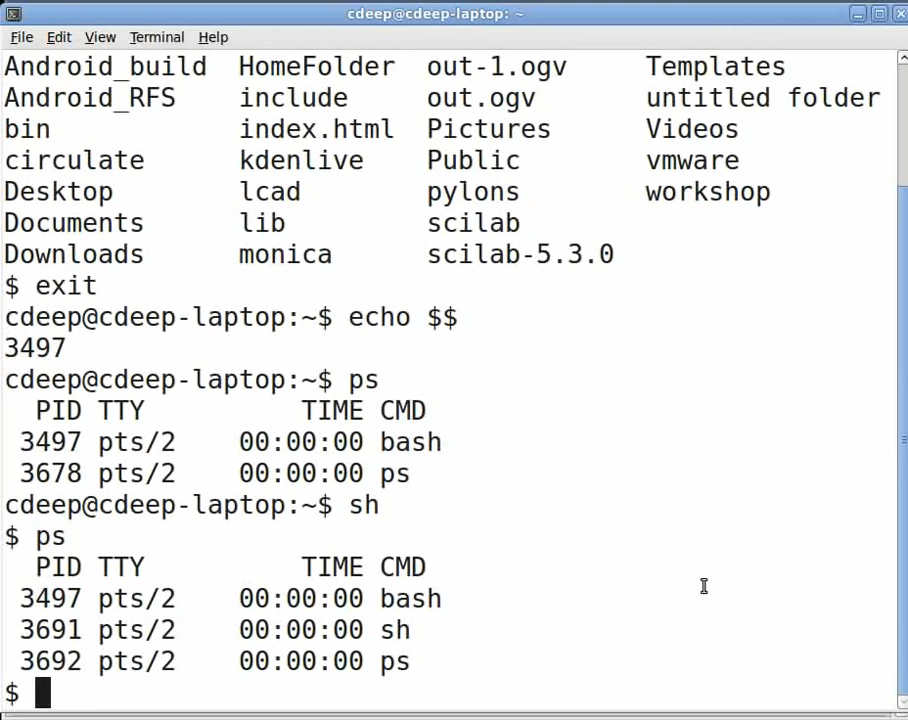 cdeep@cdeep-laptop: ~
File Edit View Terminal Help
Android_build HomeFolder out-1.ogv Templates
Android_RFS include out.ogv untitled folder
bin index.html Pictures Videos
circulate kdenlive Public vmware
Desktop lcad pylons workshop
Documents lib scilab
Downloads monica scilab-5.3.0
$ exit
cdeep@cdeep-laptop:~$ echo $$
3497
cdeep@cdeep-laptop:~$ ps
PID TTY TIME CMD
3497 pts/2 00:00:00 bash
3678 pts/2 00:00:00 ps
cdeep@cdeep-laptop:~$ sh
$ ps
PID TTY TIME CMD
3497 pts/2 00:00:00 bash
3691 pts/2 00:00:00 sh
3692 pts/2 00:00:00 ps
$